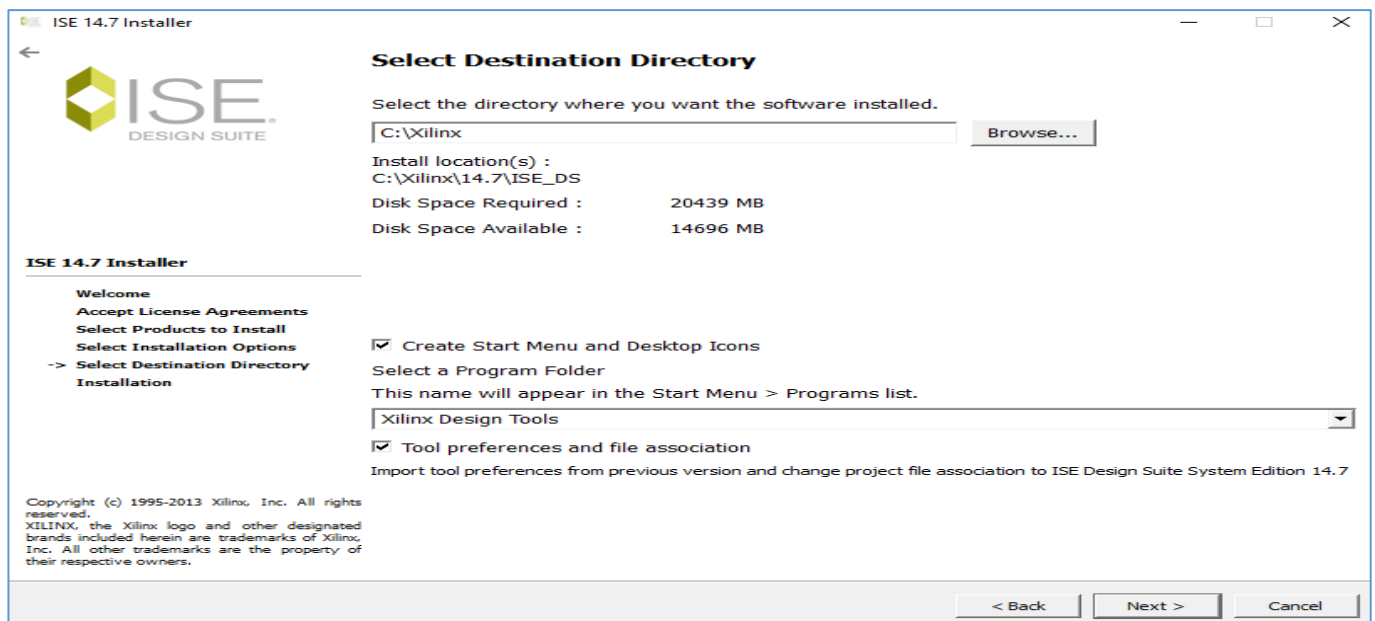 ISE 14.7 Installer
ISE.
DESIGN SUITE
ISE 14.7 Installer
Welcome
Accept License Agreements
Select Products to Install
Select Installation Options
-> Select Destination Directory
Installation
Copyright (c) 1995-2013 Xilinx, Inc. All rights
reserved.
XILINX, the Xilinx logo and other designated
brands included herein are trademarks of Xilinx,
Inc. All other trademarks are the property of
their respective owners.
Select Destination Directory
Select the directory where you want the software installed.
C:\Xilinx
Browse...
Install location(s) :
C:\Xilinx\14.7\ISE_DS
Disk Space Required : 20439 MB
Disk Space Available : 14696 MB
Create Start Menu and Desktop Icons
Select a Program Folder
This name will appear in the Start Menu > Programs list.
Xilinx Design Tools
Tool preferences and file association
Import tool preferences from previous version and change project file association to ISE Design Suite System Edition 14.7
< Back
Next >
Cancel